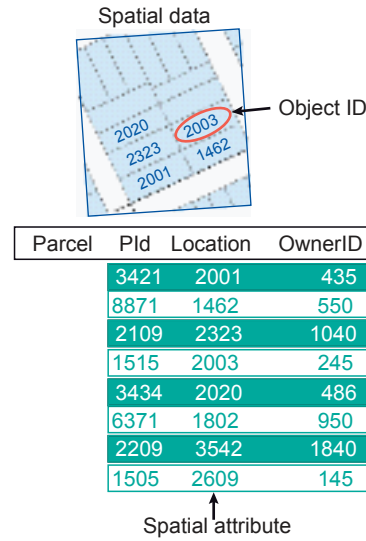 Spatial data
2020
2003
Object ID
2323
1462
2001
Parcel PId Location OwnerID
3421 2001 435
8871 1462 550
2109 2323 1040
1515 2003 245
3434 2020 486
6371 1802 950
2209 3542 1840
1505 2609 145
Spatial attribute